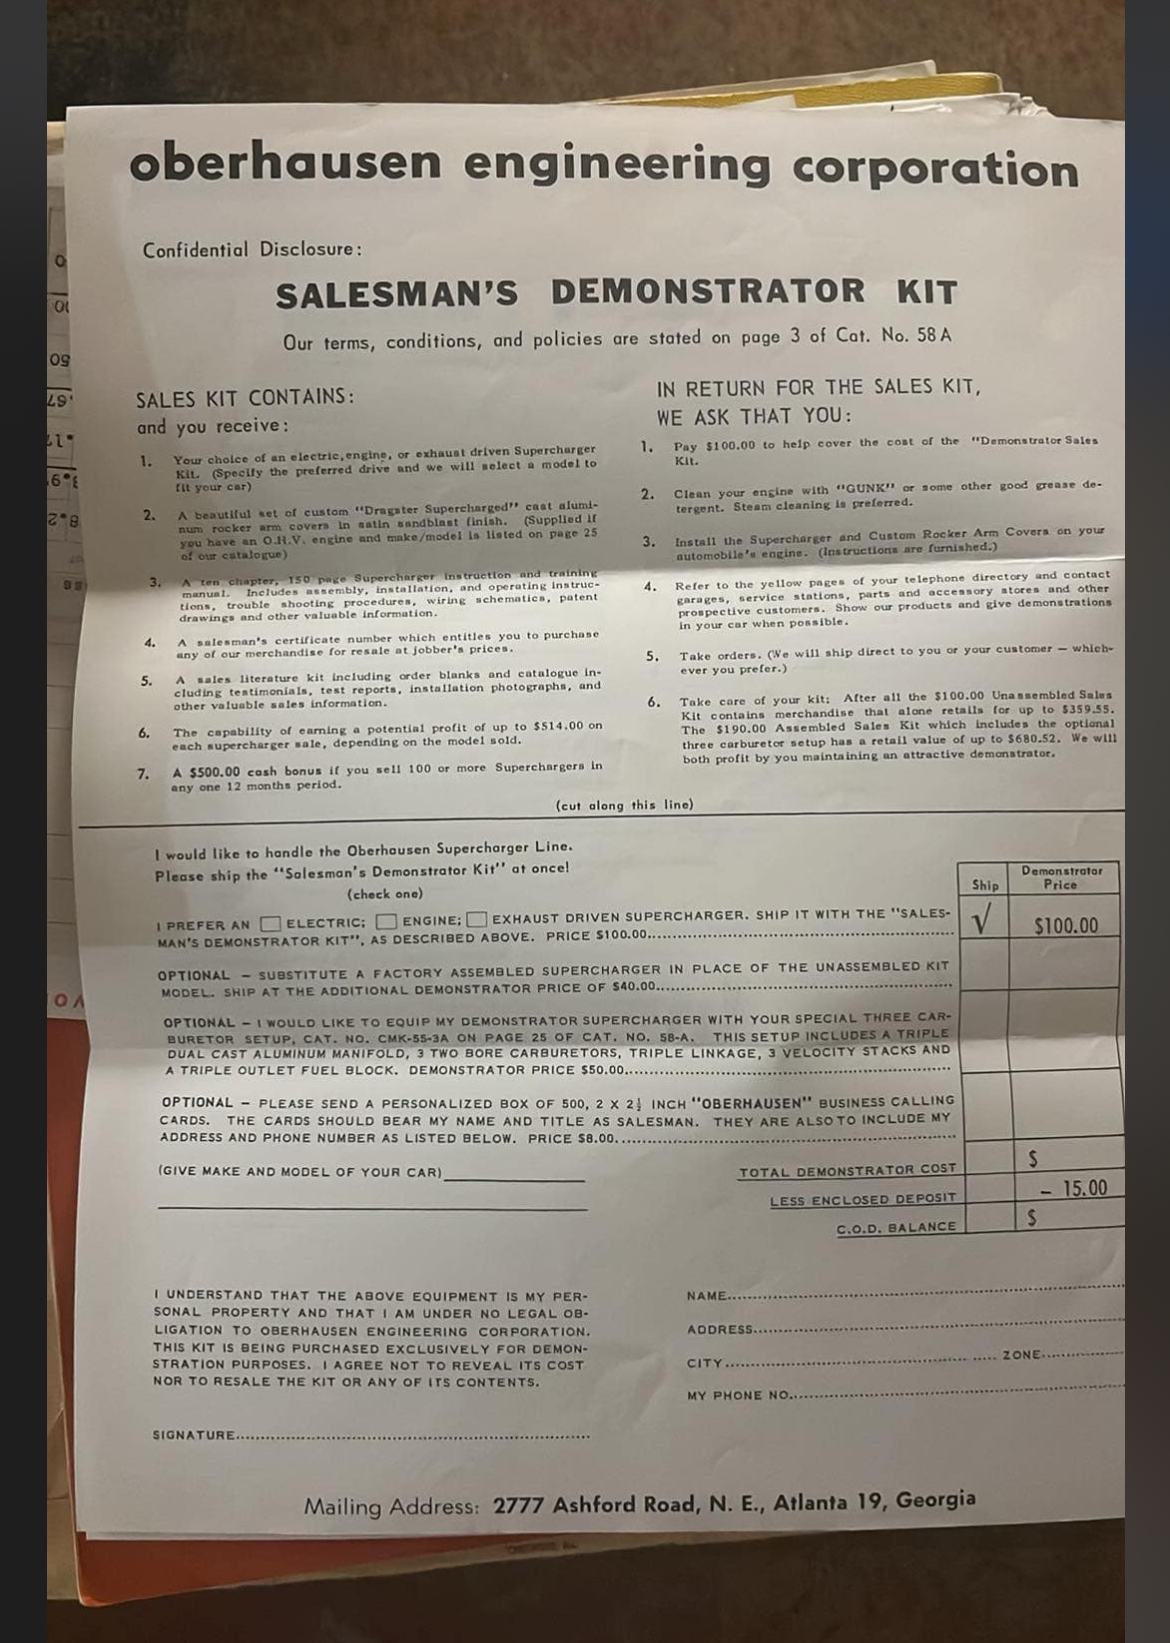 oberhausen engineering corporation
Confidential Disclosure:
SALESMAN'S DEMONSTRATOR KIT
Our terms, conditions, and policies are stated on page 3 of Cat. No. 58 A
SALES KIT CONTAINS:
and you receive:
1. Your choice of an electric, engine, or exhaust driven Supercharger
Kit. (Specify the preferred drive and we will select a model to
fit your car)
2. A beautiful set of custom "Dragster Supercharged" cast alumi-
num rocker arm covers in satin sandblast finish. (Supplied if
you have an O.H.V. engine and make/model is listed on page 25
of our catalogue)
3. A ten chapter, 150 page Supercharger instruction and training
manual. Includes assembly, installation, and operating instruc-
tions, trouble shooting procedures, wiring schematics, patent
drawings and other valuable information.
4. A salesman's certificate number which entitles you to purchase
any of our merchandise for resale at jobber's prices.
5. A sales literature kit including order blanks and catalogue in-
cluding testimonials, test reports, installation photographs, and
other valuable sales information.
6. The capability of earning a potential profit of up to $514.00 on
each supercharger sale, depending on the model sold.
7. A $500.00 cash bonus if you sell 100 or more Superchargers in
any one 12 months period.
IN RETURN FOR THE SALES KIT,
WE ASK THAT YOU:
1. Pay $100.00 to help cover the cost of the "Demonstrator Sales
Kit.
2. Clean your engine with "GUNK" or some other good grease de-
tergent. Steam cleaning is preferred.
3. Install the Supercharger and Custom Rocker Arm Covers on your
automobile's engine. (Instructions are furnished.)
4. Refer to the yellow pages of your telephone directory and contact
garages, service stations, parts and accessory stores and other
prospective customers. Show our products and give demonstrations
in your car when possible.
5. Take orders. (We will ship direct to you or your customer — which-
ever you prefer.)
6. Take care of your kit; After all the $100.00 Unassembled Sales
Kit contains merchandise that alone retails for up to $359.55.
The $190.00 Assembled Sales Kit which includes the optional
three carburetor setup has a retail value of up to $680.52. We will
both profit by you maintaining an attractive demonstrator.
(cut along this line)
I would like to handle the Oberhausen Supercharger Line.
Please ship the "Salesman's Demonstrator Kit" at once!
(check one)
Ship
Demonstrator
Price
I PREFER AN ☐ ELECTRIC; ☐ ENGINE; ☐ EXHAUST DRIVEN SUPERCHARGER. SHIP IT WITH THE "SALES-
MAN'S DEMONSTRATOR KIT", AS DESCRIBED ABOVE. PRICE $100.00
√ $100.00
OPTIONAL – SUBSTITUTE A FACTORY ASSEMBLED SUPERCHARGER IN PLACE OF THE UNASSEMBLED KIT
MODEL. SHIP AT THE ADDITIONAL DEMONSTRATOR PRICE OF $40.00
OPTIONAL – I WOULD LIKE TO EQUIP MY DEMONSTRATOR SUPERCHARGER WITH YOUR SPECIAL THREE CAR-
BURETOR SETUP, CAT. NO. CMK-55-3A ON PAGE 25 OF CAT. NO. 58-A. THIS SETUP INCLUDES A TRIPLE
DUAL CAST ALUMINUM MANIFOLD, 3 TWO BORE CARBURETORS, TRIPLE LINKAGE, 3 VELOCITY STACKS AND
A TRIPLE OUTLET FUEL BLOCK. DEMONSTRATOR PRICE $50.00
OPTIONAL – PLEASE SEND A PERSONALIZED BOX OF 500, 2 X 2½ INCH "OBERHAUSEN" BUSINESS CALLING
CARDS. THE CARDS SHOULD BEAR MY NAME AND TITLE AS SALESMAN. THEY ARE ALSO TO INCLUDE MY
ADDRESS AND PHONE NUMBER AS LISTED BELOW. PRICE $8.00
(GIVE MAKE AND MODEL OF YOUR CAR)
TOTAL DEMONSTRATOR COST $
LESS ENCLOSED DEPOSIT – 15.00
C.O.D. BALANCE $
I UNDERSTAND THAT THE ABOVE EQUIPMENT IS MY PER-
SONAL PROPERTY AND THAT I AM UNDER NO LEGAL OB-
LIGATION TO OBERHAUSEN ENGINEERING CORPORATION.
THIS KIT IS BEING PURCHASED EXCLUSIVELY FOR DEMON-
STRATION PURPOSES. I AGREE NOT TO REVEAL ITS COST
NOR TO RESALE THE KIT OR ANY OF ITS CONTENTS.
SIGNATURE
NAME
ADDRESS
CITY ZONE
MY PHONE NO.
Mailing Address: 2777 Ashford Road, N. E., Atlanta 19, Georgia